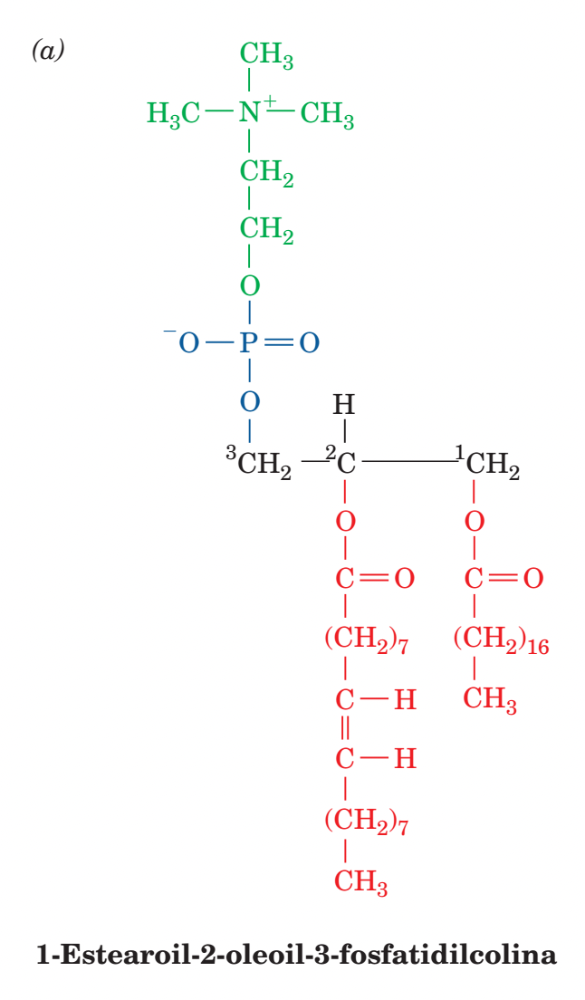 (a)
CH3
H3C—N+—CH3
CH2
CH2
O
−O—P=O
O H
3CH2—2C—1CH2
O O
C=O C=O
(CH2)7 (CH2)16
C—H CH3
C—H
(CH2)7
CH3
1-Estearoil-2-oleoil-3-fosfatidilcolina